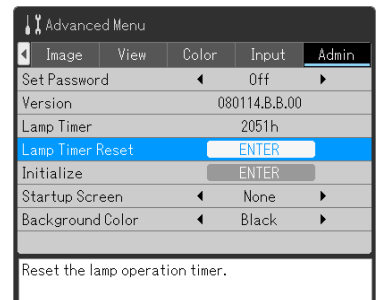 Advanced Menu
Image View Color Input Admin
Set Password Off
Version 080114.B.B.00
Lamp Timer 2051h
Lamp Timer Reset ENTER
Initialize ENTER
Startup Screen None
Background Color Black
Reset the lamp operation timer.